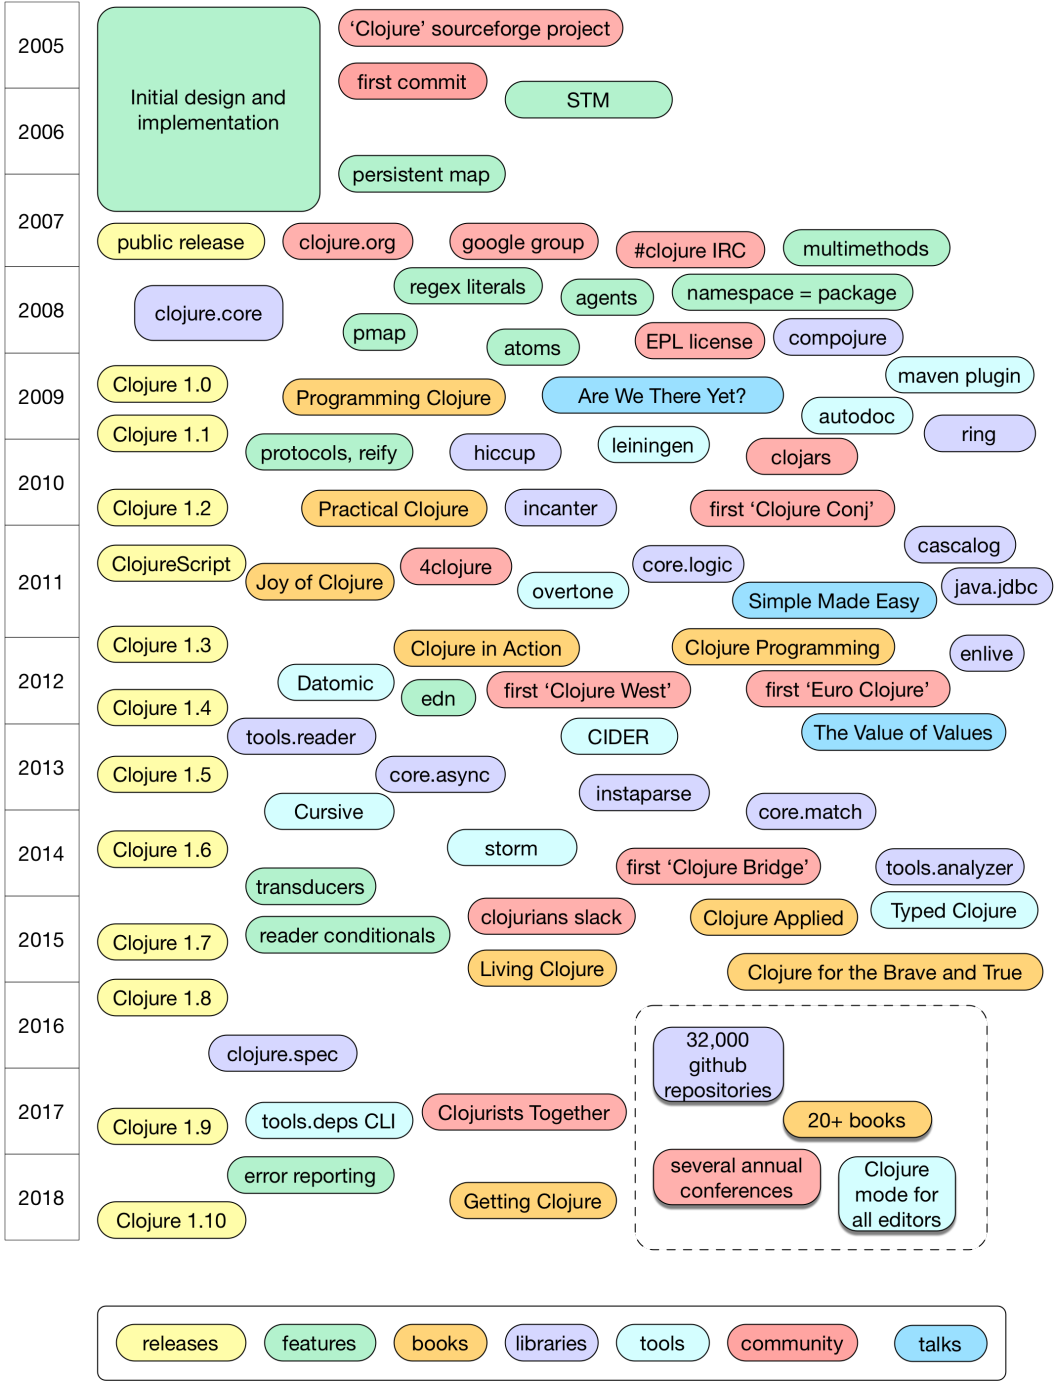 2005
Initial design and
implementation
‘Clojure’ sourceforge project
first commit
STM
2006
persistent map
2007
public release
clojure.org
google group
#clojure IRC
multimethods
2008
clojure.core
regex literals
agents
namespace = package
pmap
atoms
EPL license
compojure
2009
Clojure 1.0
Programming Clojure
Are We There Yet?
maven plugin
autodoc
Clojure 1.1
ring
protocols, reify
hiccup
leiningen
clojars
2010
Clojure 1.2
Practical Clojure
incanter
first ‘Clojure Conj’
2011
ClojureScript
Joy of Clojure
4clojure
overtone
core.logic
cascalog
java.jdbc
Simple Made Easy
Clojure 1.3
Clojure in Action
Clojure Programming
enlive
2012
Datomic
edn
first ‘Clojure West’
first ‘Euro Clojure’
Clojure 1.4
tools.reader
CIDER
The Value of Values
2013
Clojure 1.5
core.async
instaparse
core.match
Cursive
2014
Clojure 1.6
storm
first ‘Clojure Bridge’
tools.analyzer
transducers
Typed Clojure
2015
Clojure 1.7
reader conditionals
clojurians slack
Clojure Applied
Living Clojure
Clojure for the Brave and True
Clojure 1.8
2016
clojure.spec
32,000
github
repositories
2017
Clojure 1.9
tools.deps CLI
Clojurists Together
20+ books
error reporting
several annual
conferences
Clojure
mode for
all editors
2018
Getting Clojure
Clojure 1.10
releases
features
books
libraries
tools
community
talks